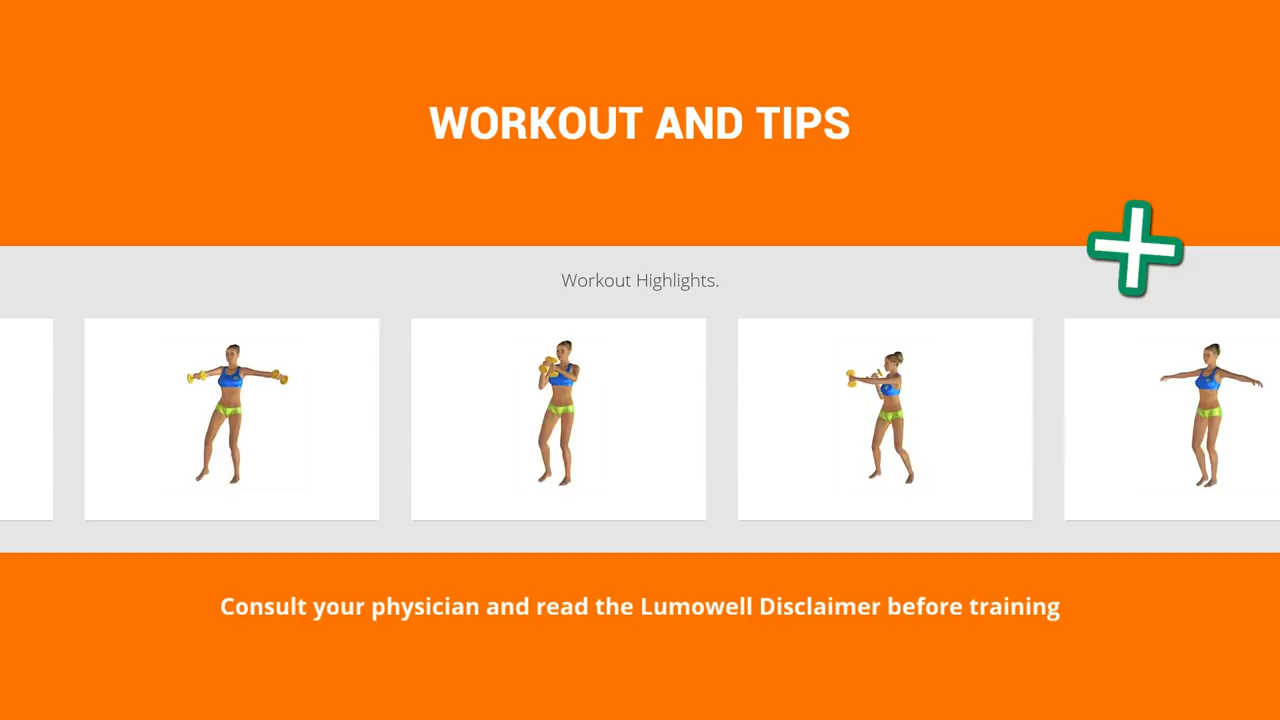 WORKOUT AND TIPS
Workout Highlights.
Consult your physician and read the Lumowell Disclaimer before training